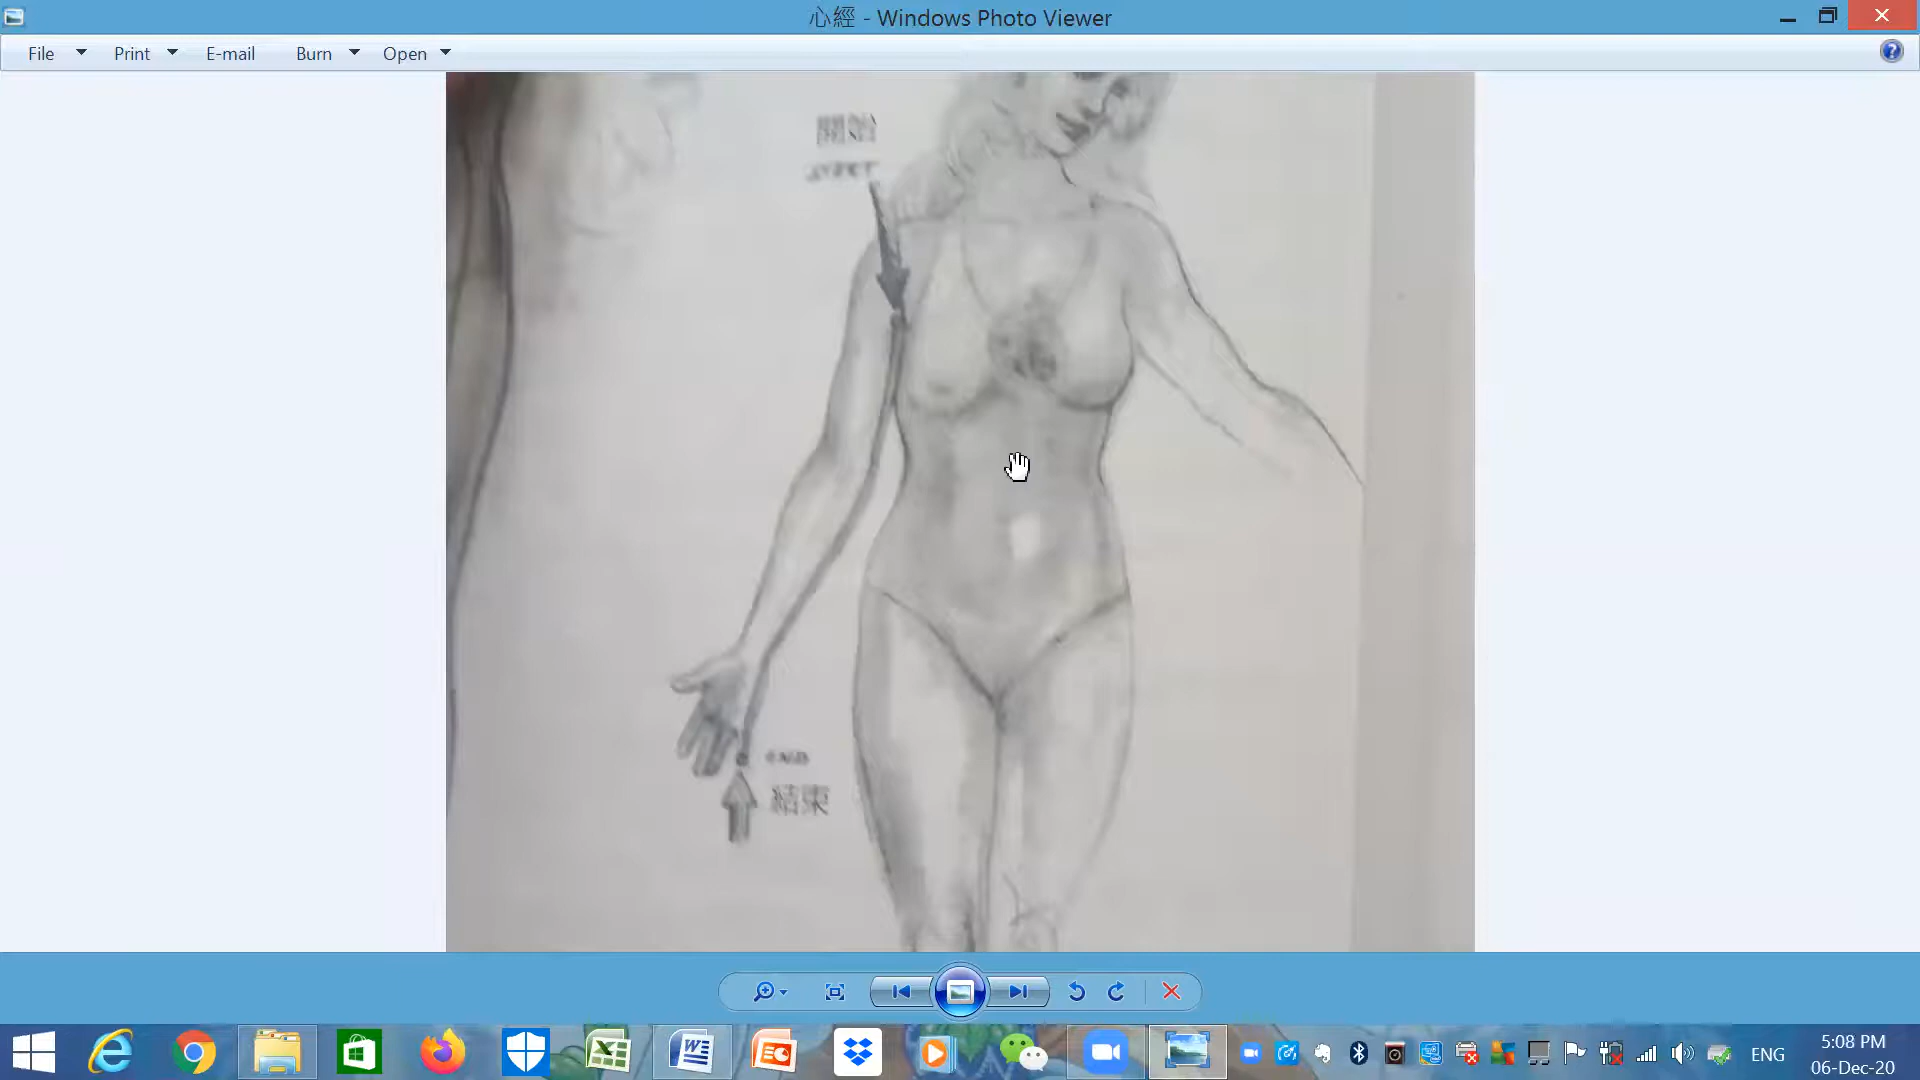 心經 - Windows Photo Viewer
File Print E-mail Burn Open
開始
START
END
結束
ENG
5:08 PM
06-Dec-20